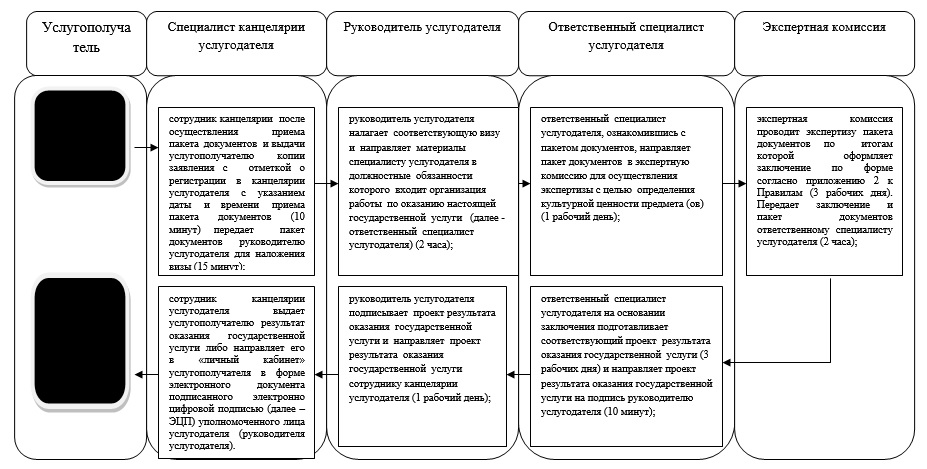 Услугополуча
тель
Специалист канцелярии
услугодателя
Руководитель услугодателя
Ответственный специалист
услугодателя
Экспертная комиссия
сотрудник канцелярии после
осуществления приема
пакета документов и выдачи
услугополучателю копии
заявления с отметкой о
регистрации в канцелярии
услугодателя с указанием
даты и времени приема
пакета документов (10
минут) передает пакет
документов руководителю
услугодателя для наложения
визы (15 минут);
руководитель услугодателя
налагает соответствующую визу
и направляет материалы
специалисту услугодателя в
должностные обязанности
которого входит организация
работы по оказанию настоящей
государственной услуги (далее -
ответственный специалист
услугодателя) (2 часа);
ответственный специалист
услугодателя, ознакомившись с
пакетом документов, направляет
пакет документов в экспертную
комиссию для осуществления
экспертизы с целью определения
культурной ценности предмета (ов)
(1 рабочий день);
экспертная комиссия
проводит экспертизу пакета
документов по итогам
которой оформляет
заключение по форме
согласно приложению 2 к
Правилам (3 рабочих дня).
Передает заключение и
пакет документов
ответственному специалисту
услугодателя (2 часа);
сотрудник канцелярии
услугодателя выдает
услугополучателю результат
оказания государственной
услуги либо направляет его
в «личный кабинет»
услугополучателя в форме
электронного документа
подписанного электронно
цифровой подписью (далее –
ЭЦП) уполномоченного лица
услугодателя (руководителя
услугодателя).
руководитель услугодателя
подписывает проект результата
оказания государственной
услуги и направляет проект
результата оказания
государственной услуги
сотруднику канцелярии
услугодателя (1 рабочий день);
ответственный специалист
услугодателя на основании
заключения подготавливает
соответствующий проект результата
оказания государственной услуги (3
рабочих дня) и направляет проект
результата оказания государственной
услуги на подпись руководителю
услугодателя (10 минут);